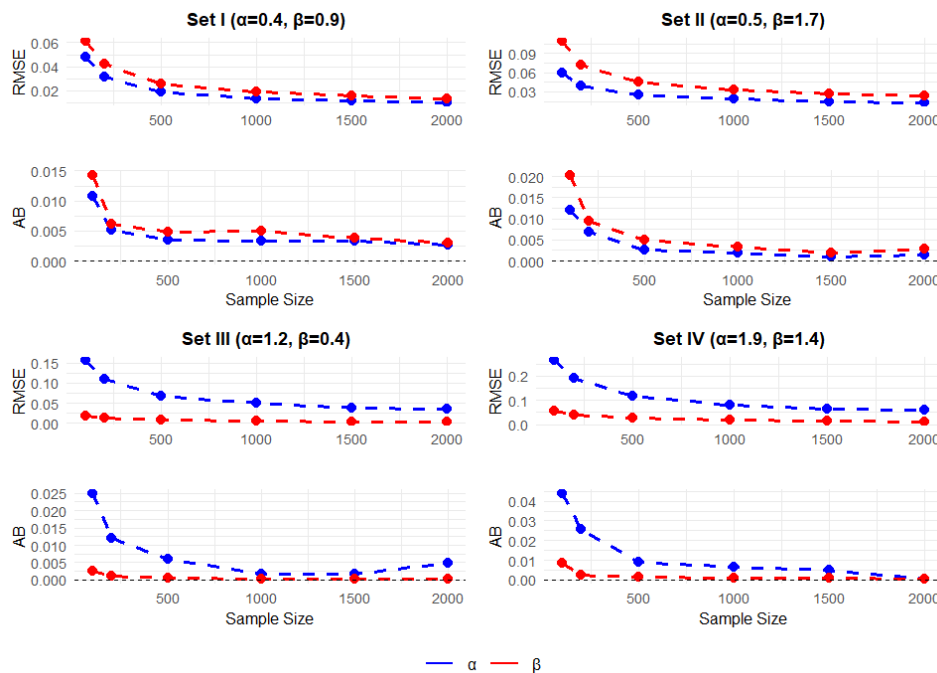 Set I (α=0.4, β=0.9)
RMSE
0.06
0.04
0.02
500 1000 1500 2000
AB
0.015
0.010
0.005
0.000
500 1000 1500 2000
Sample Size
Set II (α=0.5, β=1.7)
RMSE
0.09
0.06
0.03
500 1000 1500 2000
AB
0.020
0.015
0.010
0.005
0.000
500 1000 1500 2000
Sample Size
Set III (α=1.2, β=0.4)
RMSE
0.15
0.10
0.05
0.00
500 1000 1500 2000
AB
0.025
0.020
0.015
0.010
0.005
0.000
500 1000 1500 2000
Sample Size
Set IV (α=1.9, β=1.4)
RMSE
0.2
0.1
0.0
500 1000 1500 2000
AB
0.04
0.03
0.02
0.01
0.00
500 1000 1500 2000
Sample Size
α β